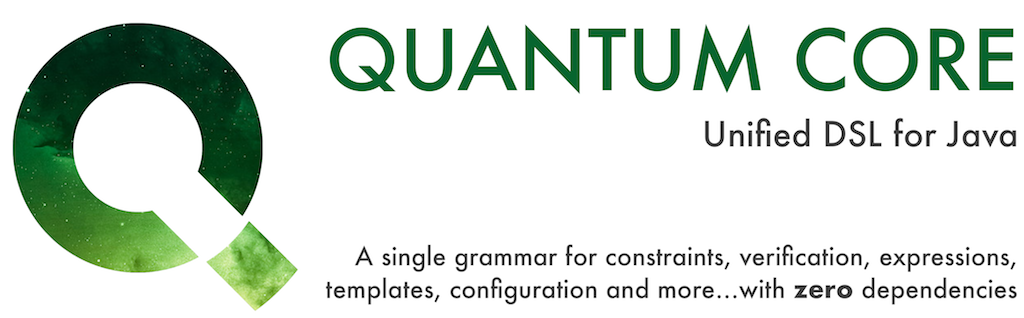 QUANTUM CORE
Unified DSL for Java
A single grammar for constraints, verification, expressions,
templates, configuration and more...with zero dependencies